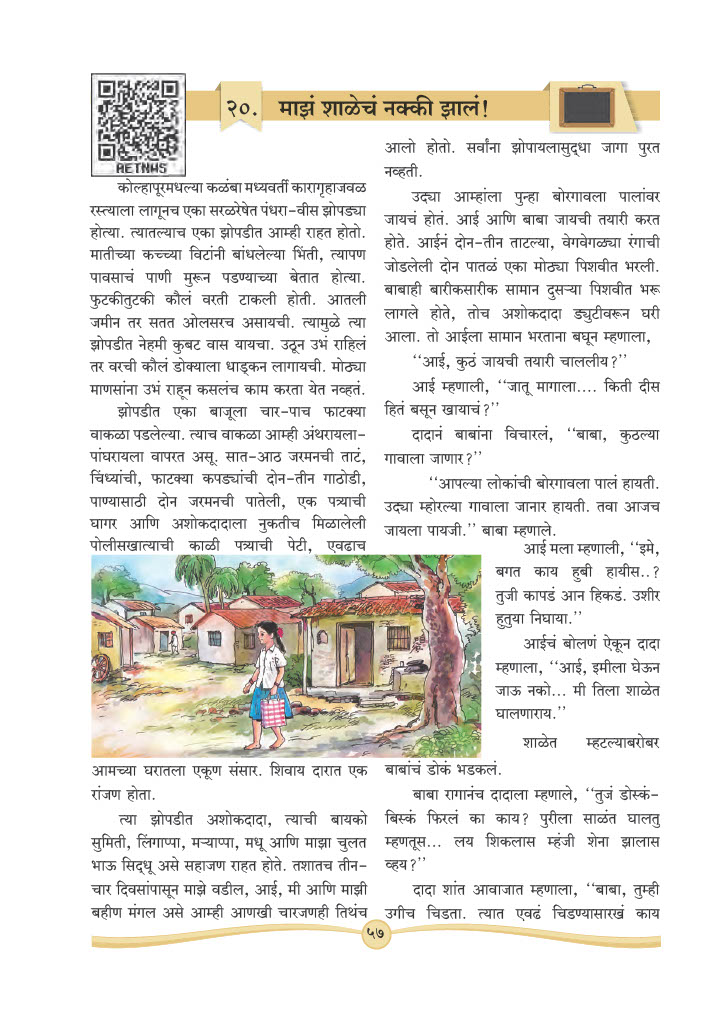 २०. माझं शाळेचं नक्की झालं!
AETNWS
कोल्हापूरमधल्या कळंबा मध्यवर्ती कारागृहाजवळ
रस्त्याला लागूनच एका सरळरेषेत पंधरा-वीस झोपड्या
होत्या. त्यातल्याच एका झोपडीत आम्ही राहत होतो.
मातीच्या कच्च्या विटांनी बांधलेल्या भिंती, त्यापण
पावसाचं पाणी मुरून पडण्याच्या बेतात होत्या.
फुटकीतुटकी कौलं वरती टाकली होती. आतली
जमीन तर सतत ओलसरच असायची. त्यामुळे त्या
झोपडीत नेहमी कुबट वास यायचा. उठून उभं राहिलं
तर वरची कौलं डोक्याला धाड्कन लागायची. मोठ्या
माणसांना उभं राहून कसलंच काम करता येत नव्हतं.
झोपडीत एका बाजूला चार-पाच फाटक्या
वाकळा पडलेल्या. त्याच वाकळा आम्ही अंथरायला-
पांघरायला वापरत असू. सात-आठ जरमनची ताटं,
चिंध्यांची, फाटक्या कपड्यांची दोन-तीन गाठोडी,
पाण्यासाठी दोन जरमनची पातेली, एक पत्र्याची
घागर आणि अशोकदादाला नुकतीच मिळालेली
पोलीसखात्याची काळी पत्र्याची पेटी, एवढाच
आमच्या घरातला एकूण संसार. शिवाय दारात एक
रांजण होता.
त्या झोपडीत अशोकदादा, त्याची बायको
सुमिती, लिंगाप्पा, मऱ्याप्पा, मधू आणि माझा चुलत
भाऊ सिद्धू असे सहाजण राहत होते. तशातच तीन-
चार दिवसांपासून माझे वडील, आई, मी आणि माझी
बहीण मंगल असे आम्ही आणखी चारजणही तिथंच
आलो होतो. सर्वांना झोपायलासुद्धा जागा पुरत
नव्हती.
उद्या आम्हांला पुन्हा बोरगावला पालांवर
जायचं होतं. आई आणि बाबा जायची तयारी करत
होते. आईनं दोन-तीन ताटल्या, वेगवेगळ्या रंगाची
जोडलेली दोन पातळं एका मोठ्या पिशवीत भरली.
बाबाही बारीकसारीक सामान दुसऱ्या पिशवीत भरू
लागले होते, तोच अशोकदादा ड्युटीवरून घरी
आला. तो आईला सामान भरताना बघून म्हणाला,
‘‘आई, कुठं जायची तयारी चाललीय?’’
आई म्हणाली, ‘‘जातू मागाला.... किती दीस
हितं बसून खायाचं?’’
दादानं बाबांना विचारलं, ‘‘बाबा, कुठल्या
गावाला जाणार?’’
‘‘आपल्या लोकांची बोरगावला पालं हायती.
उद्या म्होरल्या गावाला जानार हायती. तवा आजच
जायला पायजी.’’ बाबा म्हणाले.
आई मला म्हणाली, ‘‘इमे,
बगत काय हुबी हायीस..?
तुजी कापडं आन हिकडं. उशीर
हुतुया निघाया.’’
आईचं बोलणं ऐकून दादा
म्हणाला, ‘‘आई, इमीला घेऊन
जाऊ नको... मी तिला शाळेत
घालणाराय.’’
शाळेत म्हटल्याबरोबर
बाबांचं डोकं भडकलं.
बाबा रागानंच दादाला म्हणाले, ‘‘तुजं डोस्कं-
बिस्कं फिरलं का काय? पुरीला साळंत घालतु
म्हणतूस... लय शिकलास म्हंजी शेना झालास
व्हय?’’
दादा शांत आवाजात म्हणाला, ‘‘बाबा, तुम्ही
उगीच चिडता. त्यात एवढं चिडण्यासारखं काय
५७